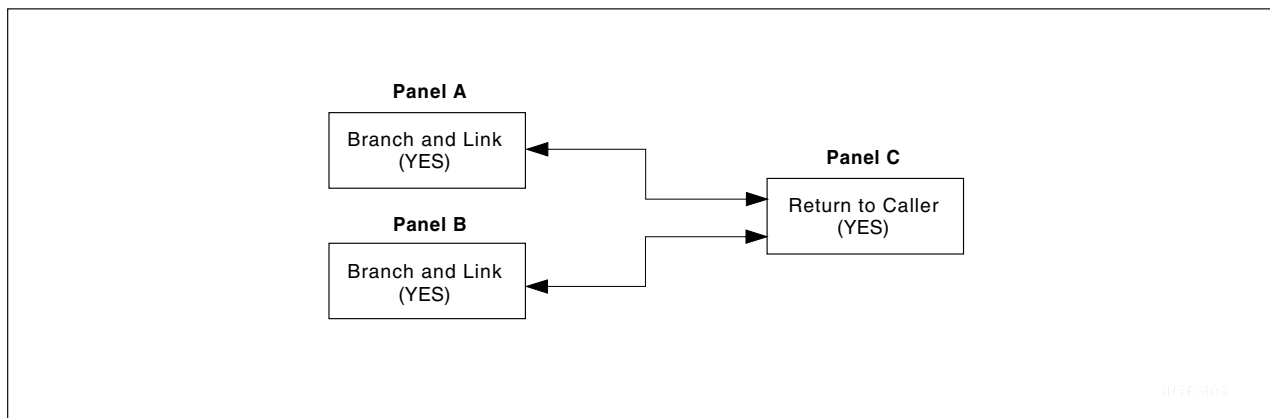 Panel A
Branch and Link
(YES)
Panel C
Return to Caller
(YES)
Panel B
Branch and Link
(YES)